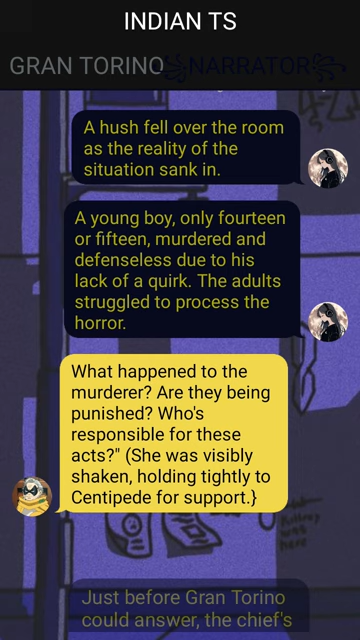 INDIAN TS
GRAN TORINO
꧁NARRATOR꧂
A hush fell over the room
as the reality of the
situation sank in.
A young boy, only fourteen
or fifteen, murdered and
defenseless due to his
lack of a quirk. The adults
struggled to process the
horror.
What happened to the
murderer? Are they being
punished? Who's
responsible for these
acts?" (She was visibly
shaken, holding tightly to
Centipede for support.}
was
here
Just before Gran Torino
could answer, the chief's